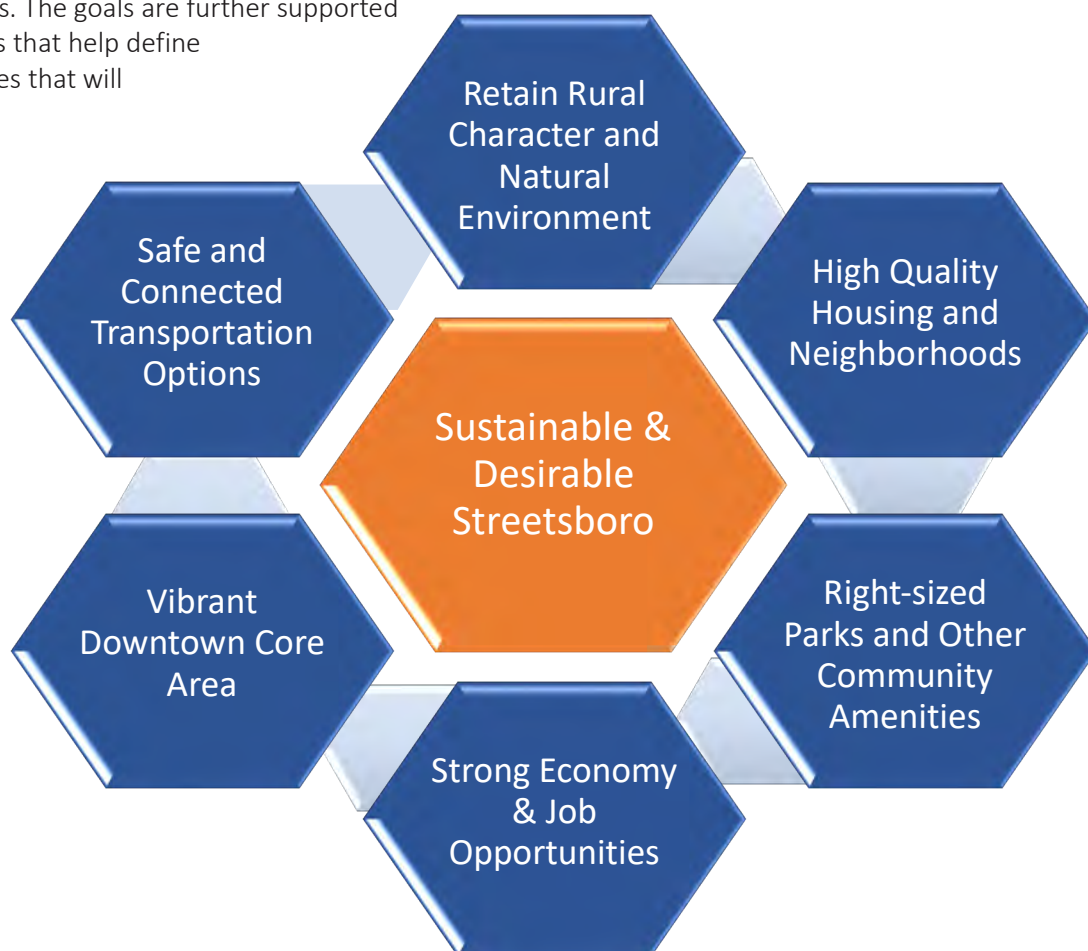 s. The goals are further supported
s that help define
es that will
Retain Rural
Character and
Natural
Environment
Safe and
Connected
Transportation
Options
High Quality
Housing and
Neighborhoods
Sustainable &
Desirable
Streetsboro
Vibrant
Downtown Core
Area
Right-sized
Parks and Other
Community
Amenities
Strong Economy
& Job
Opportunities